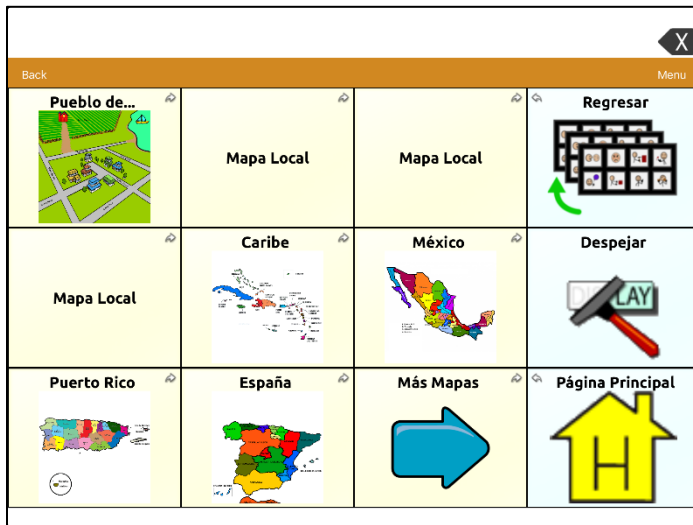 X
Back
Menu
Pueblo de...
Mapa Local
Mapa Local
Regresar
Mapa Local
Caribe
México
Despejar
LAY
Puerto Rico
España
Más Mapas
Página Principal
H